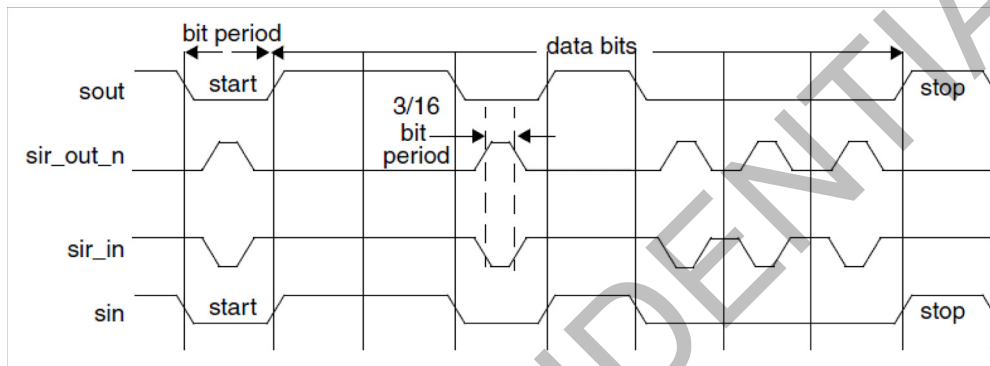 bit period
data bits
sout
start
stop
3/16
bit
period
sir_out_n
sir_in
sin
start
stop